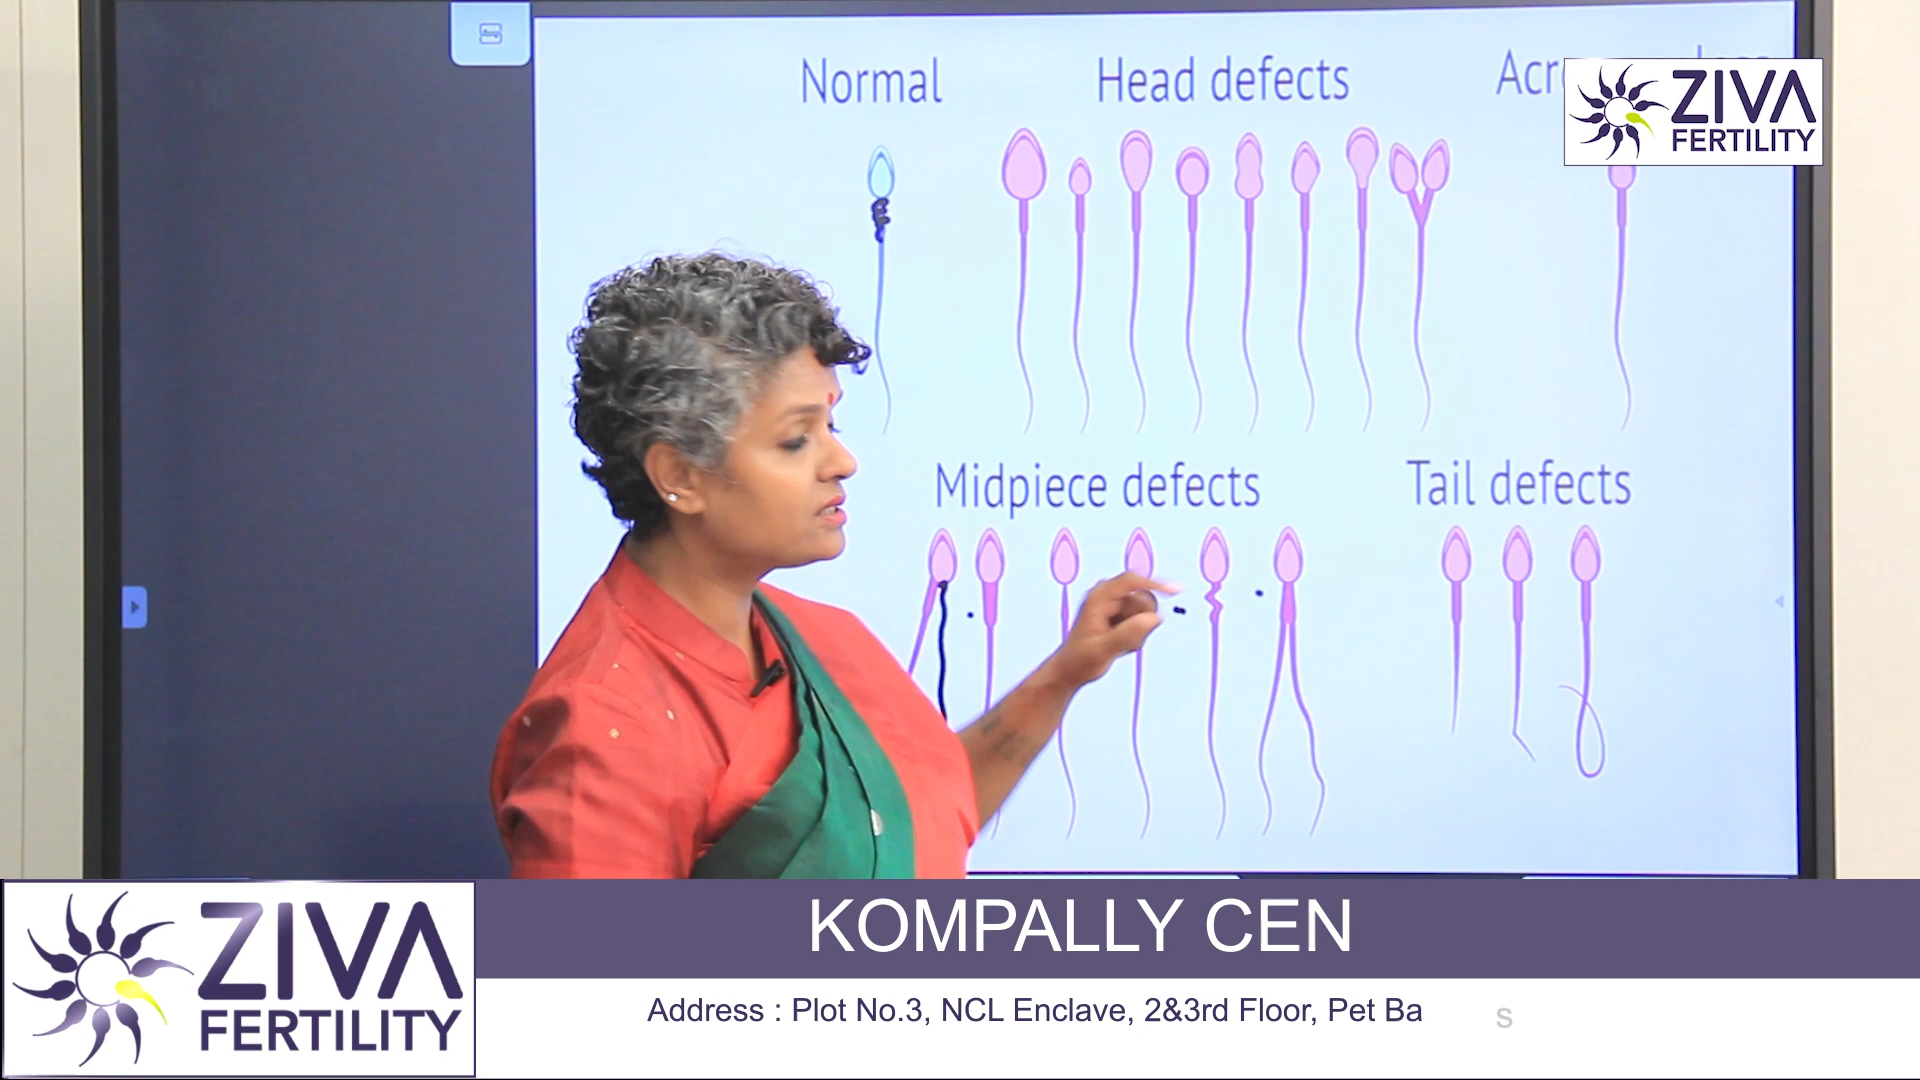 Normal
Head defects
ZIVA
FERTILITY
Midpiece defects
Tail defects
ZIVA
FERTILITY
KOMPALLY CEN
Address : Plot No.3, NCL Enclave, 2&3rd Floor, Pet Ba
s